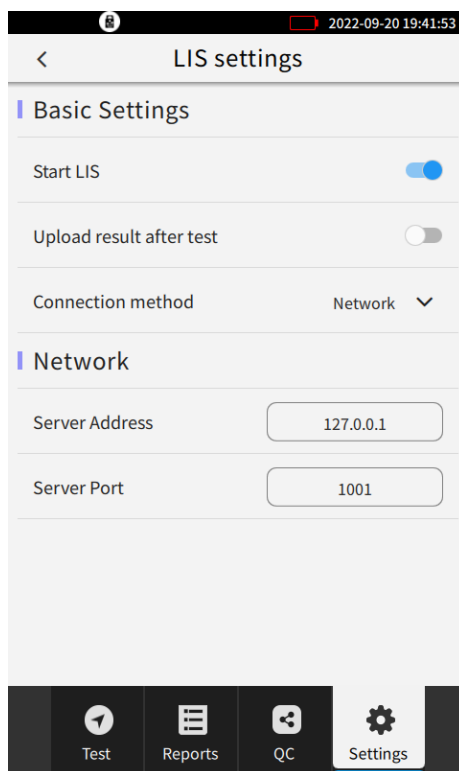 2022-09-20 19:41:53
LIS settings
Basic Settings
Start LIS
Upload result after test
Connection method Network
Network
Server Address 127.0.0.1
Server Port 1001
Test Reports QC Settings